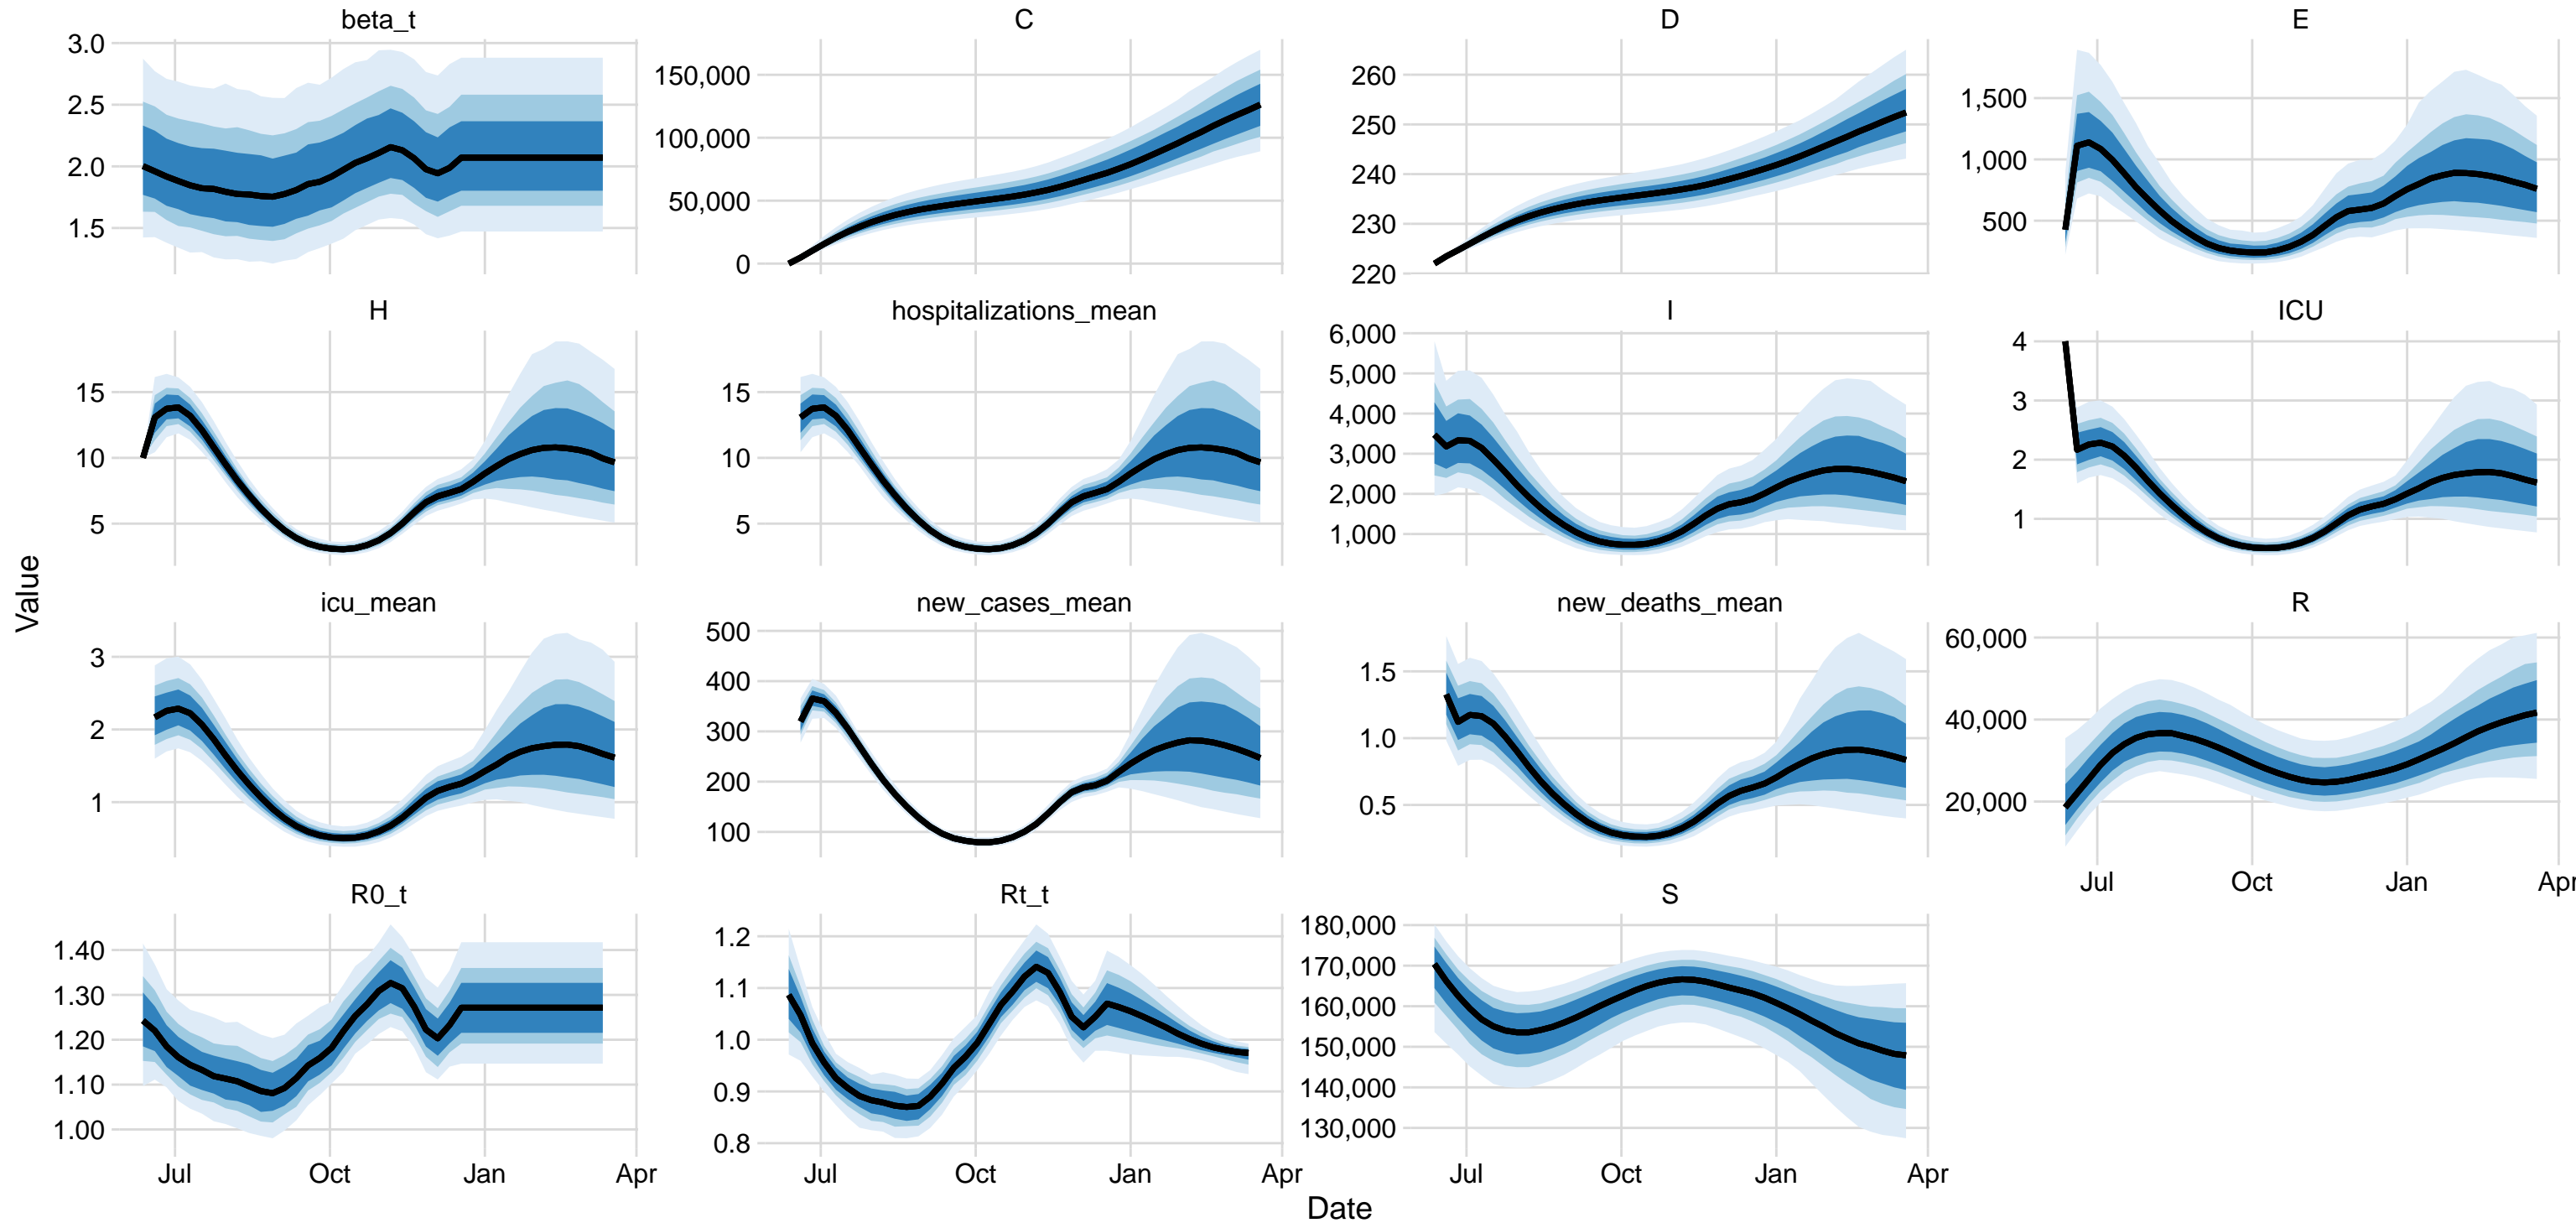 beta_t
C
D
E
3.0
2.5
2.0
1.5
150,000
100,000
50,000
0
260
250
240
230
220
1,500
1,000
500
H
hospitalizations_mean
I
ICU
15
10
5
15
10
5
6,000
5,000
4,000
3,000
2,000
1,000
4
3
2
1
Value
icu_mean
new_cases_mean
new_deaths_mean
R
3
2
1
500
400
300
200
100
1.5
1.0
0.5
60,000
40,000
20,000
Jul Oct Jan Apr
R0_t
Rt_t
S
1.40
1.30
1.20
1.10
1.00
1.2
1.1
1.0
0.9
0.8
180,000
170,000
160,000
150,000
140,000
130,000
Jul Oct Jan Apr
Jul Oct Jan Apr
Jul Oct Jan Apr
Date